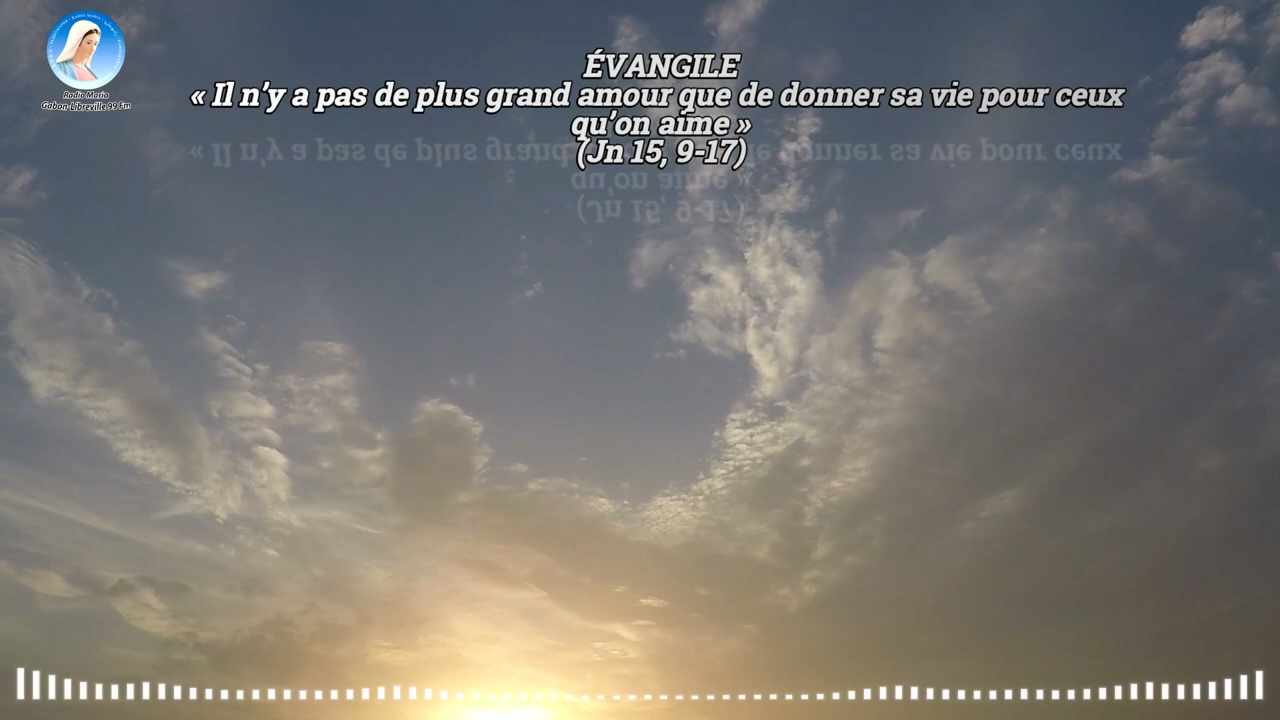 Radio Maria
Gabon-Libreville 99 Fm
ÉVANGILE
« Il n’y a pas de plus grand amour que de donner sa vie pour ceux
qu’on aime »
(Jn 15, 9-17)